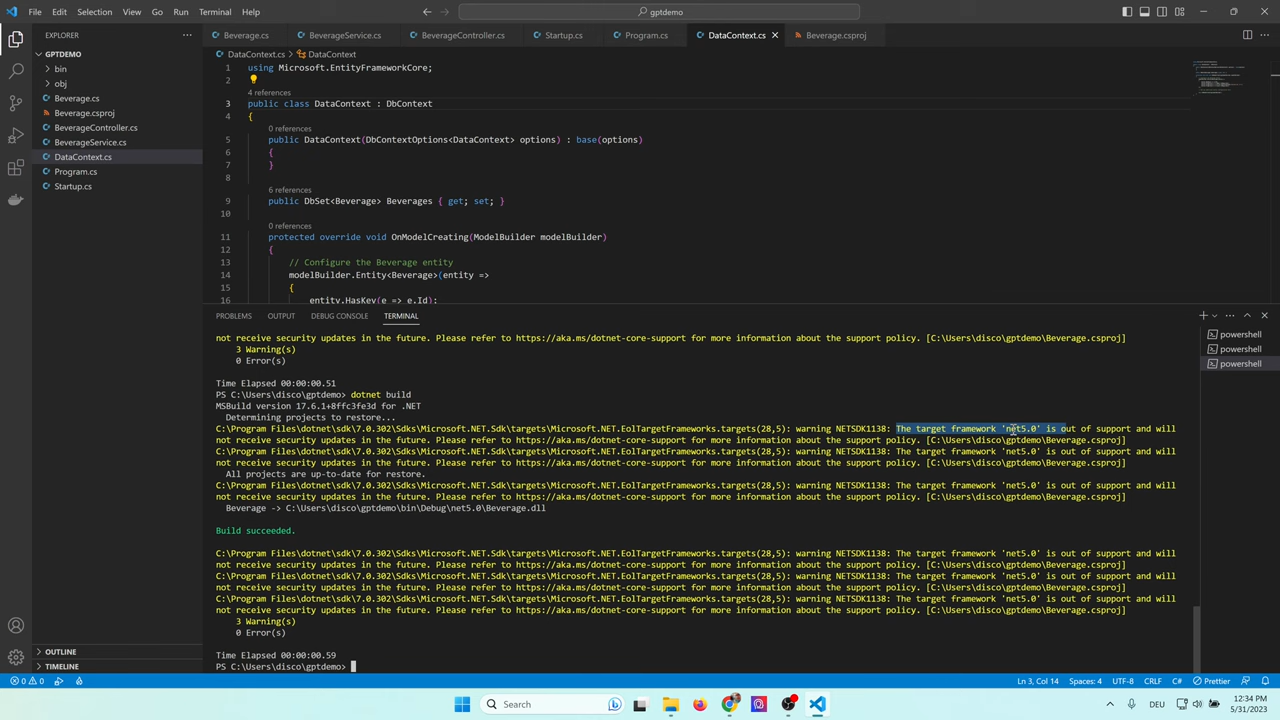 File Edit Selection View Go Run Terminal Help
gptdemo
EXPLORER
Beverage.cs
BeverageService.cs
BeverageController.cs
Startup.cs
Program.cs
DataContext.cs
Beverage.csproj
GPTDEMO
bin
obj
Beverage.cs
Beverage.csproj
BeverageController.cs
BeverageService.cs
DataContext.cs
Program.cs
Startup.cs
OUTLINE
TIMELINE
DataContext.cs > DataContext
1 using Microsoft.EntityFrameworkCore;
2
4 references
3 public class DataContext : DbContext
4 {
0 references
5 public DataContext(DbContextOptions<DataContext> options) : base(options)
6 {
7 }
8
6 references
9 public DbSet<Beverage> Beverages { get; set; }
10
0 references
11 protected override void OnModelCreating(ModelBuilder modelBuilder)
12 {
13 // Configure the Beverage entity
14 modelBuilder.Entity<Beverage>(entity =>
15 {
16 entity.HasKey(e => e.Id);
PROBLEMS OUTPUT DEBUG CONSOLE TERMINAL
powershell
powershell
powershell
not receive security updates in the future. Please refer to https://aka.ms/dotnet-core-support for more information about the support policy. [C:\Users\disco\gptdemo\Beverage.csproj]
3 Warning(s)
0 Error(s)
Time Elapsed 00:00:00.51
PS C:\Users\disco\gptdemo> dotnet build
MSBuild version 17.6.1+8ffc3fe3d for .NET
Determining projects to restore...
C:\Program Files\dotnet\sdk\7.0.302\Sdks\Microsoft.NET.Sdk\targets\Microsoft.NET.EolTargetFrameworks.targets(28,5): warning NETSDK1138: The target framework 'net5.0' is out of support and will
not receive security updates in the future. Please refer to https://aka.ms/dotnet-core-support for more information about the support policy. [C:\Users\disco\gptdemo\Beverage.csproj]
C:\Program Files\dotnet\sdk\7.0.302\Sdks\Microsoft.NET.Sdk\targets\Microsoft.NET.EolTargetFrameworks.targets(28,5): warning NETSDK1138: The target framework 'net5.0' is out of support and will
not receive security updates in the future. Please refer to https://aka.ms/dotnet-core-support for more information about the support policy. [C:\Users\disco\gptdemo\Beverage.csproj]
All projects are up-to-date for restore.
C:\Program Files\dotnet\sdk\7.0.302\Sdks\Microsoft.NET.Sdk\targets\Microsoft.NET.EolTargetFrameworks.targets(28,5): warning NETSDK1138: The target framework 'net5.0' is out of support and will
not receive security updates in the future. Please refer to https://aka.ms/dotnet-core-support for more information about the support policy. [C:\Users\disco\gptdemo\Beverage.csproj]
Beverage -> C:\Users\disco\gptdemo\bin\Debug\net5.0\Beverage.dll
Build succeeded.
C:\Program Files\dotnet\sdk\7.0.302\Sdks\Microsoft.NET.Sdk\targets\Microsoft.NET.EolTargetFrameworks.targets(28,5): warning NETSDK1138: The target framework 'net5.0' is out of support and will
not receive security updates in the future. Please refer to https://aka.ms/dotnet-core-support for more information about the support policy. [C:\Users\disco\gptdemo\Beverage.csproj]
C:\Program Files\dotnet\sdk\7.0.302\Sdks\Microsoft.NET.Sdk\targets\Microsoft.NET.EolTargetFrameworks.targets(28,5): warning NETSDK1138: The target framework 'net5.0' is out of support and will
not receive security updates in the future. Please refer to https://aka.ms/dotnet-core-support for more information about the support policy. [C:\Users\disco\gptdemo\Beverage.csproj]
C:\Program Files\dotnet\sdk\7.0.302\Sdks\Microsoft.NET.Sdk\targets\Microsoft.NET.EolTargetFrameworks.targets(28,5): warning NETSDK1138: The target framework 'net5.0' is out of support and will
not receive security updates in the future. Please refer to https://aka.ms/dotnet-core-support for more information about the support policy. [C:\Users\disco\gptdemo\Beverage.csproj]
3 Warning(s)
0 Error(s)
Time Elapsed 00:00:00.59
PS C:\Users\disco\gptdemo>
0 0 Ln 3, Col 14 Spaces: 4 UTF-8 CRLF C# Prettier
Search
DEU
12:34 PM
5/31/2023